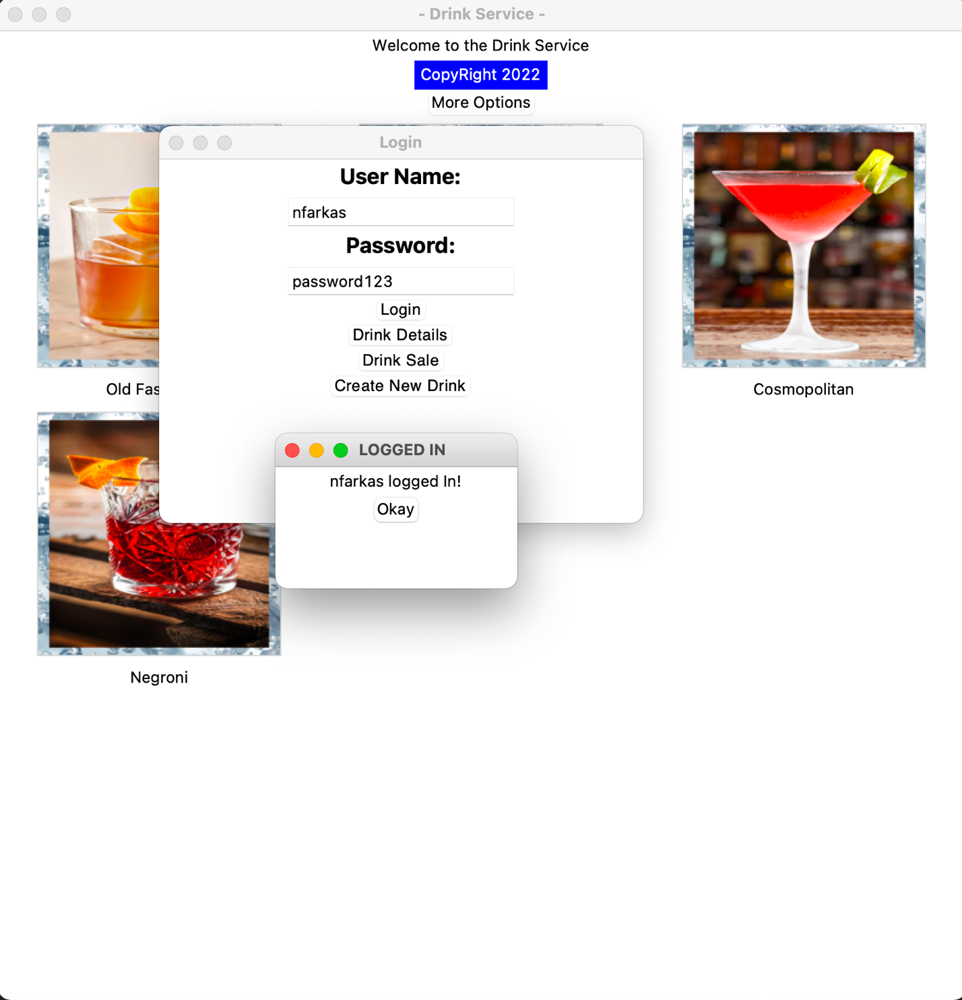 - Drink Service -
Welcome to the Drink Service
CopyRight 2022
More Options
Login
User Name:
nfarkas
Password:
password123
Login
Drink Details
Drink Sale
Create New Drink
Old Fas
Cosmopolitan
LOGGED IN
nfarkas logged In!
Okay
Negroni